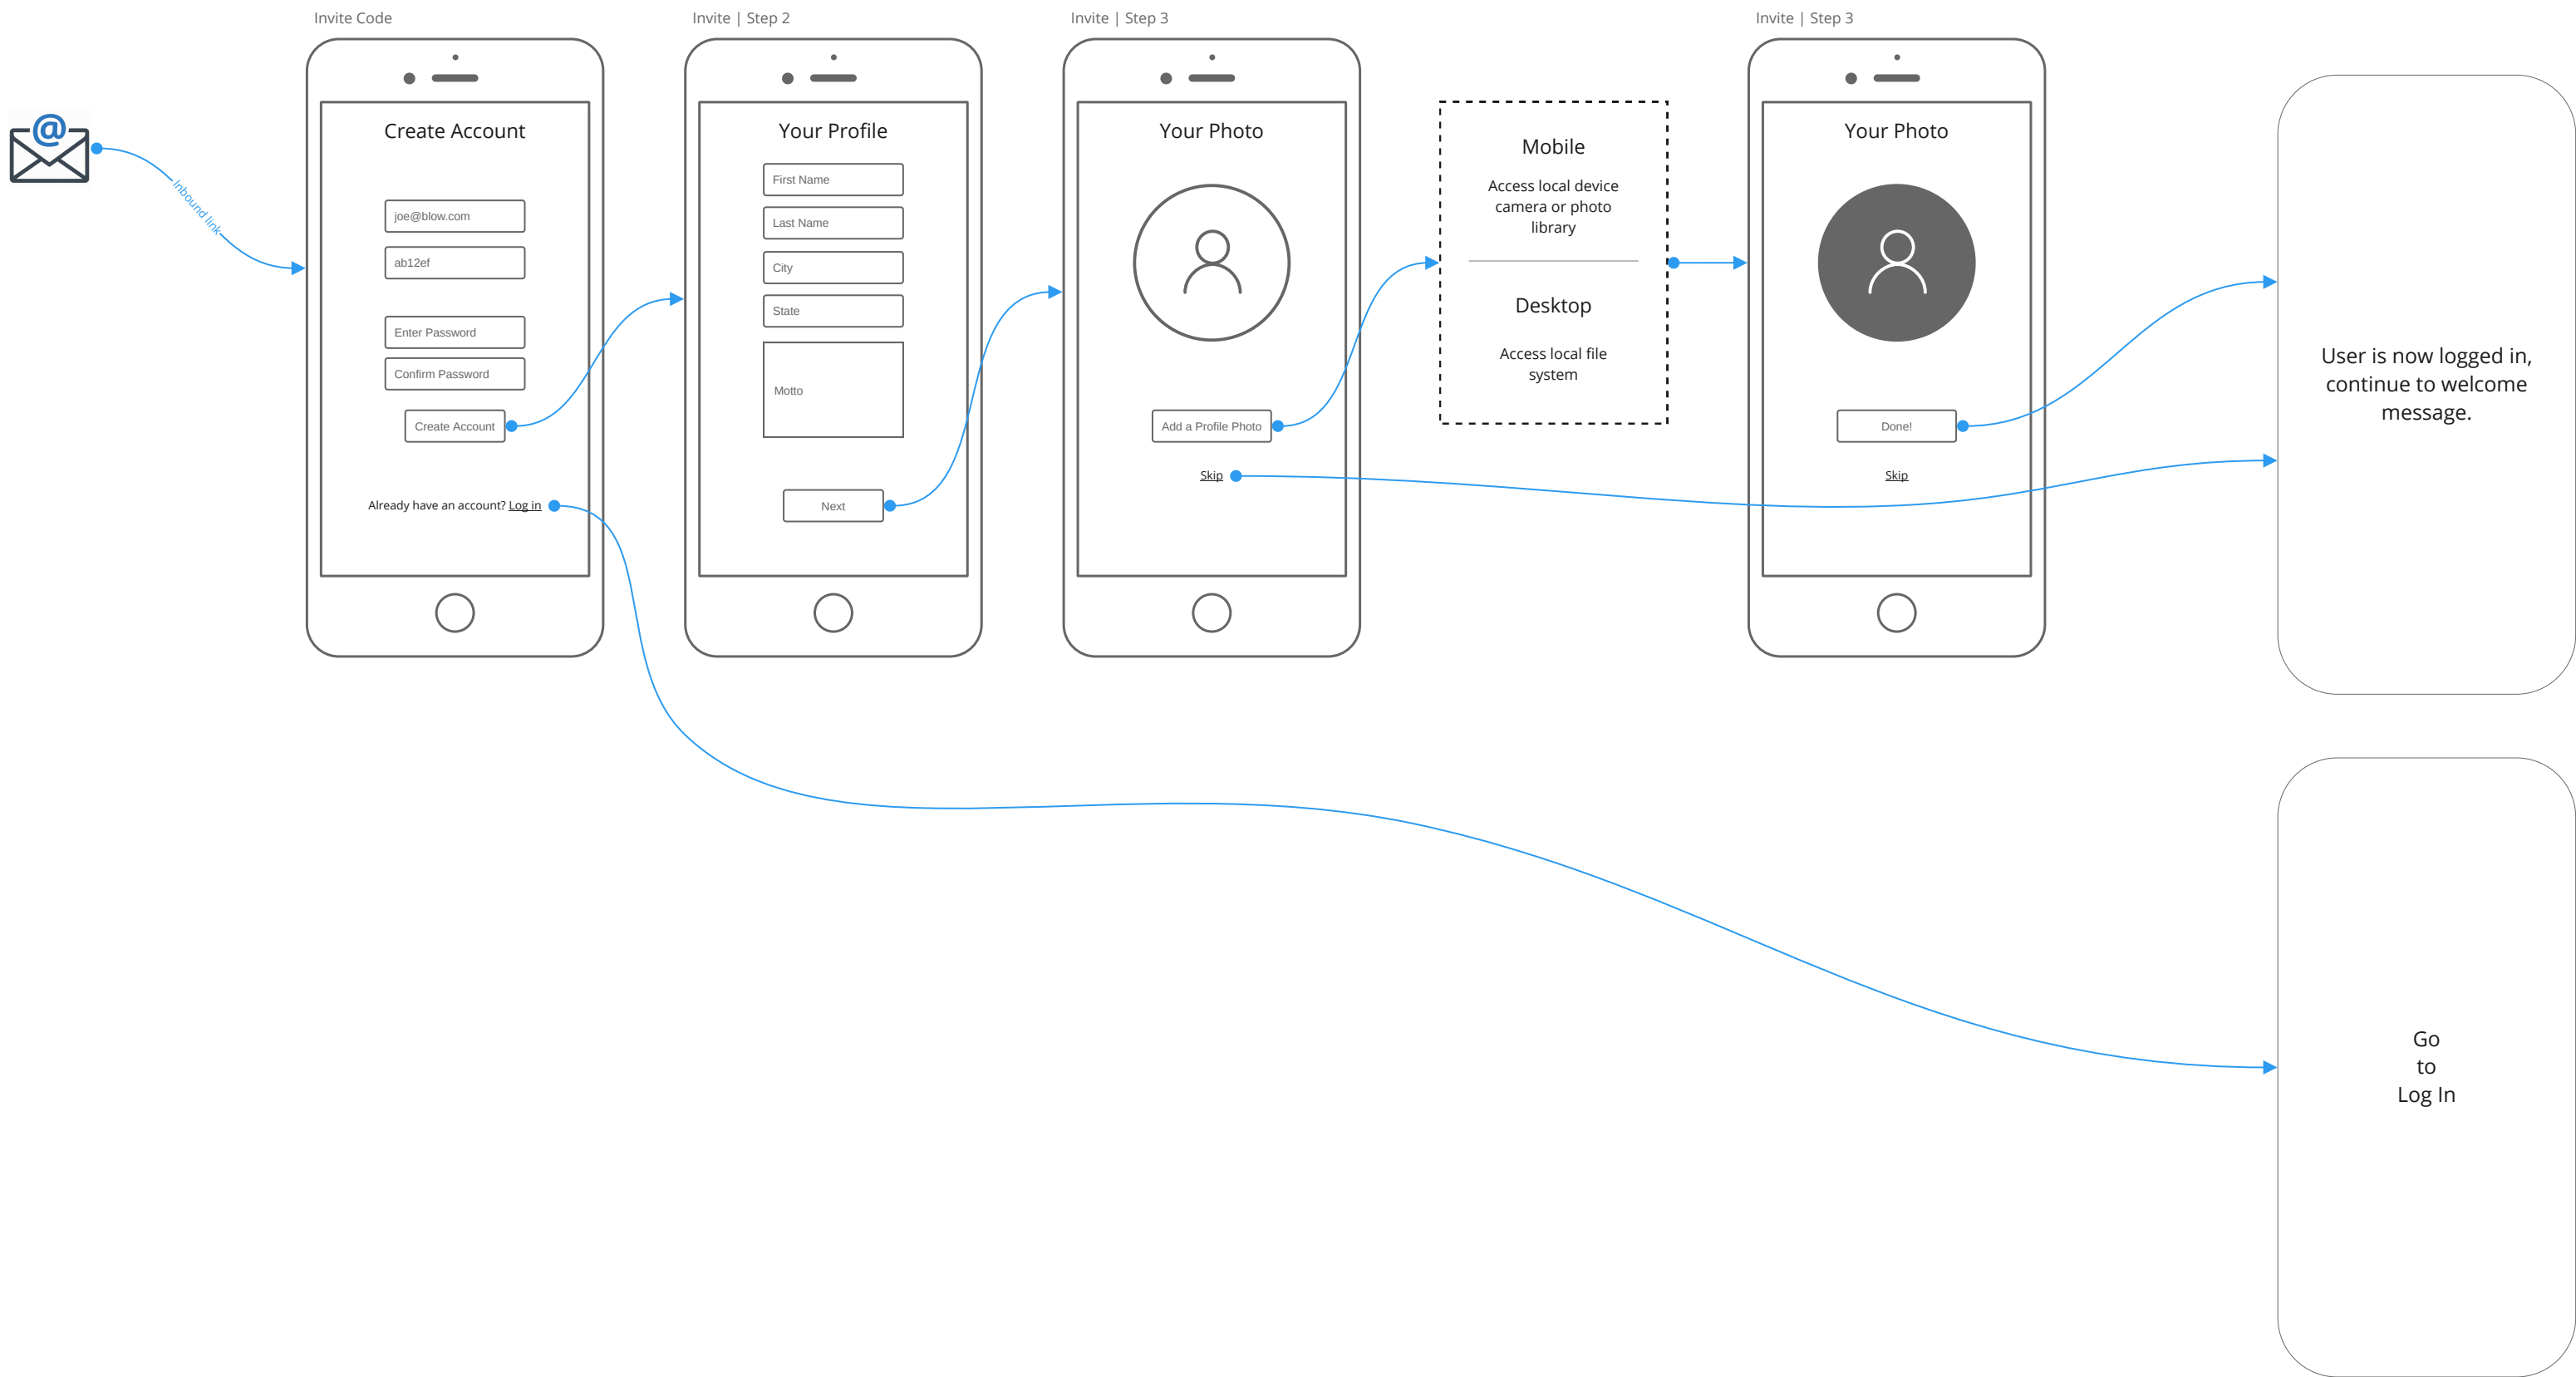 Invite Code
Invite | Step 2
Invite | Step 3
Invite | Step 3
@
Inbound link
Create Account
joe@blow.com
ab12ef
Enter Password
Confirm Password
Create Account
Already have an account? Log in
Your Profile
First Name
Last Name
City
State
Motto
Next
Your Photo
Add a Profile Photo
Skip
Mobile
Access local device
camera or photo
library
Desktop
Access local file
system
Your Photo
Done!
Skip
User is now logged in,
continue to welcome
message.
Go
to
Log In